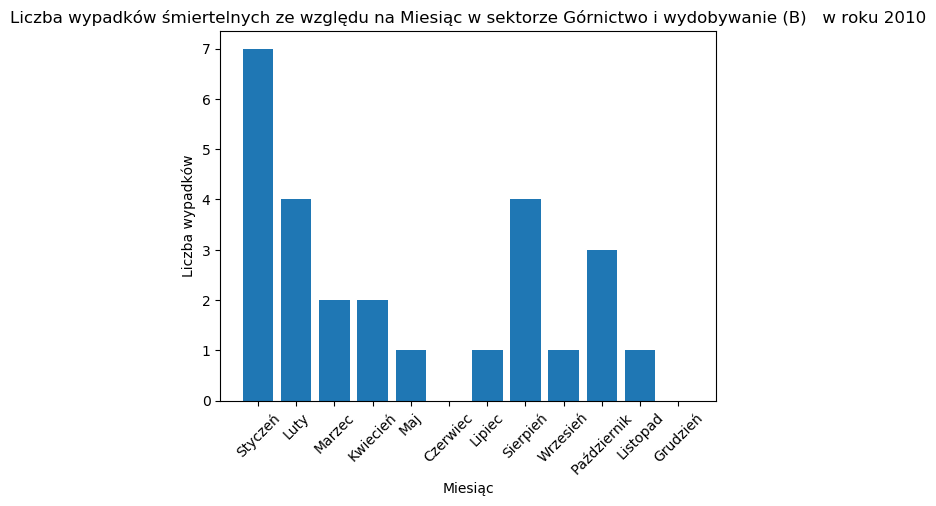 Liczba wypadków śmiertelnych ze względu na Miesiąc w sektorze Górnictwo i wydobywanie (B)   w roku 2010
7
6
5
4
3
2
1
0
Liczba wypadków
Styczeń
Luty
Marzec
Kwiecień
Maj
Czerwiec
Lipiec
Sierpień
Wrzesień
Październik
Listopad
Grudzień
Miesiąc